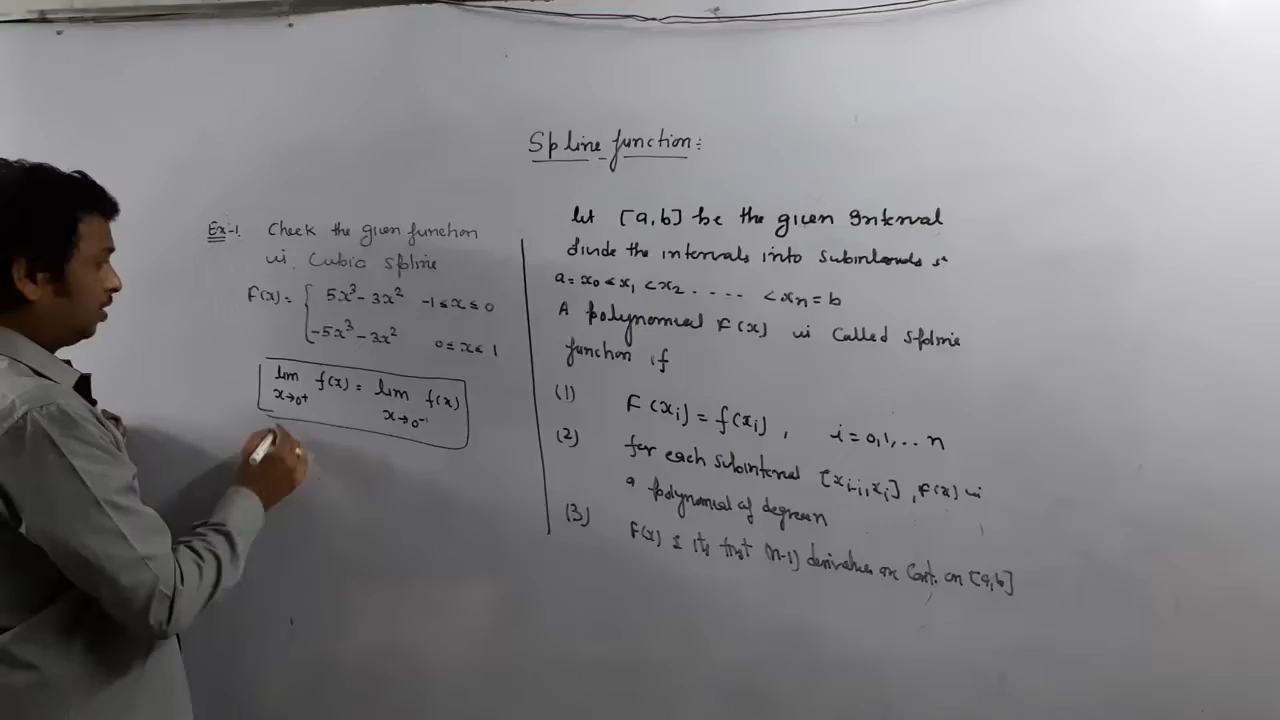 Spline function:
Ex-1. Check the given function
is. Cubic spline
F(x) = { 5x³ - 3x² -1 ≤ x ≤ 0
-5x³ - 3x² 0 ≤ x ≤ 1
lim x→0⁺ f(x) = lim x→0⁻ f(x)
let [a,b] be the given Interval
divide the intervals into subintervals
a = x₀ < x₁ < x₂ .... < xₙ = b
A polynomial F(x) is called spline
function if
(1) F(xᵢ) = f(xᵢ), i = 0,1,.. n
(2) for each subinterval [xᵢ₋₁, xᵢ], F(x) is
a polynomial of degree n
(3) F(x) & its first (n-1) derivatives are Cont. on [a,b]